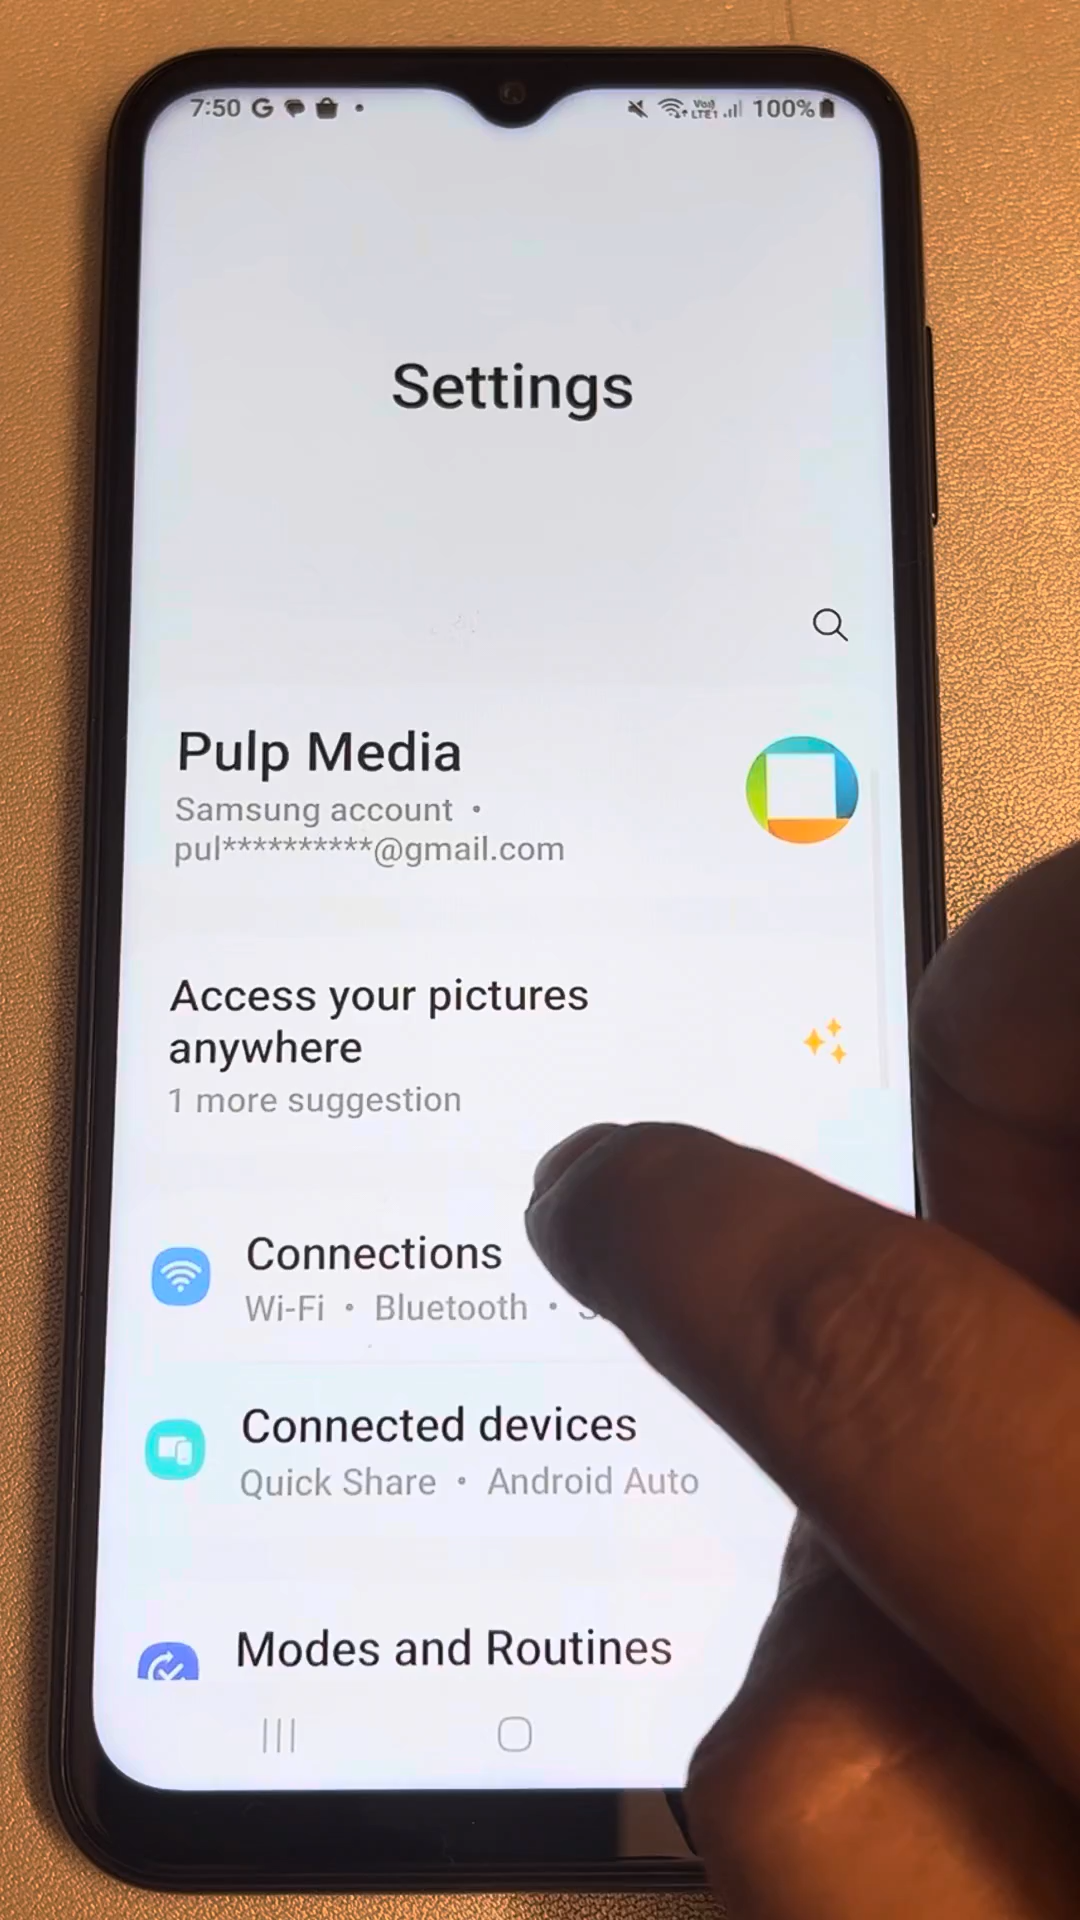 7:50 G 100%
Settings
Pulp Media
Samsung account •
pul**********@gmail.com
Access your pictures
anywhere
1 more suggestion
Connections
Wi-Fi • Bluetooth •
Connected devices
Quick Share • Android Auto
Modes and Routines